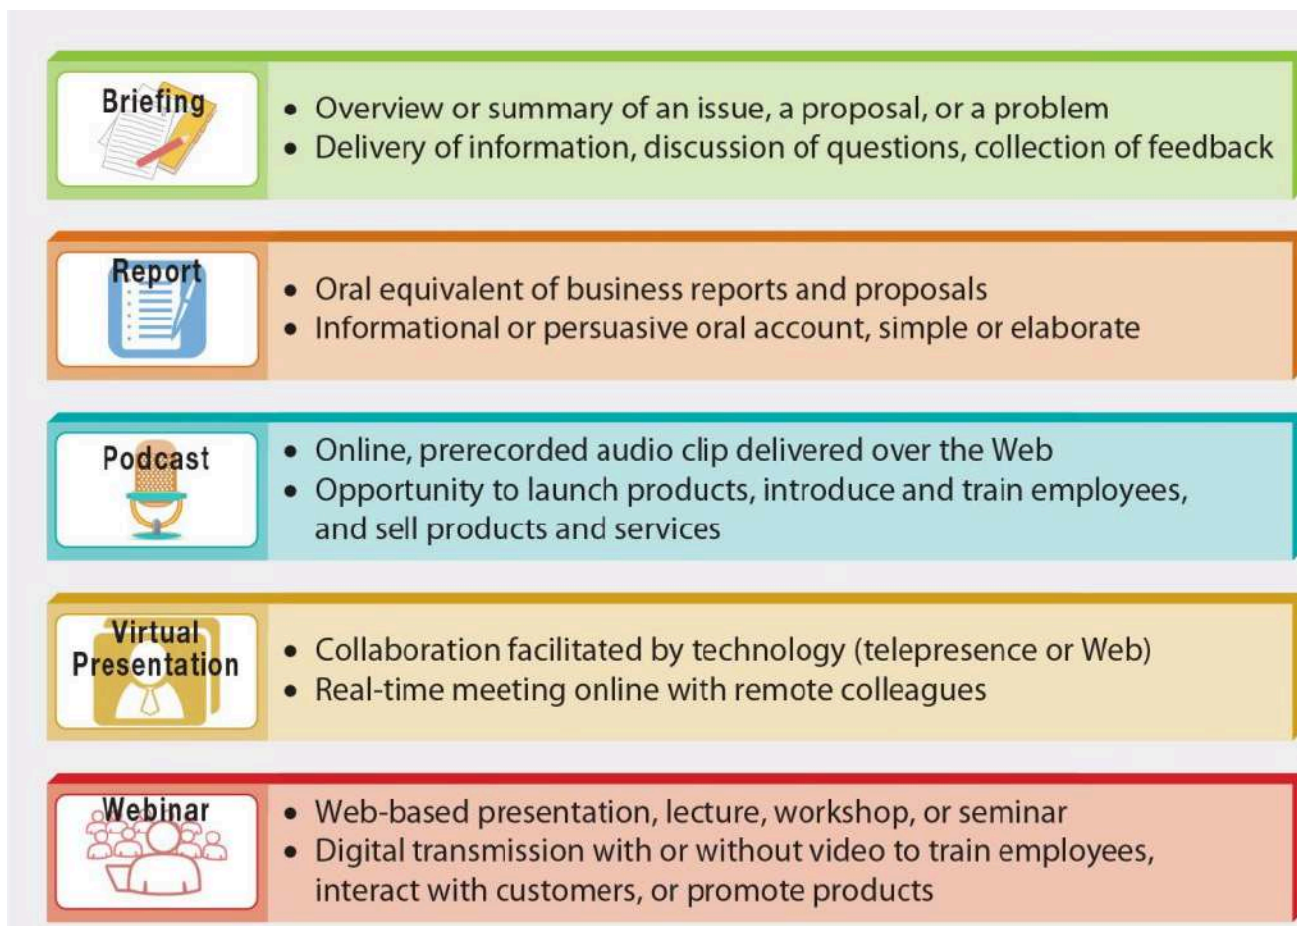 Briefing
• Overview or summary of an issue, a proposal, or a problem
• Delivery of information, discussion of questions, collection of feedback
Report
• Oral equivalent of business reports and proposals
• Informational or persuasive oral account, simple or elaborate
Podcast
• Online, prerecorded audio clip delivered over the Web
• Opportunity to launch products, introduce and train employees,
and sell products and services
Virtual
Presentation
• Collaboration facilitated by technology (telepresence or Web)
• Real-time meeting online with remote colleagues
Webinar
• Web-based presentation, lecture, workshop, or seminar
• Digital transmission with or without video to train employees,
interact with customers, or promote products